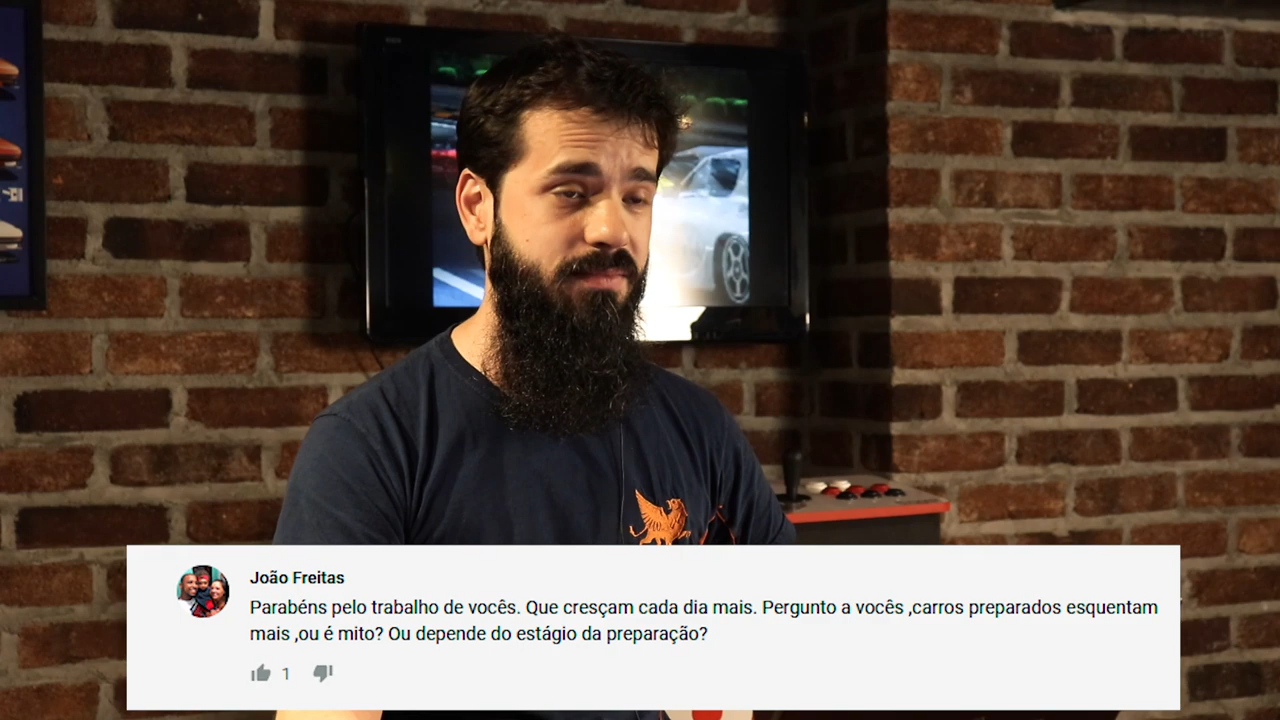 João Freitas
Parabéns pelo trabalho de vocês. Que cresçam cada dia mais. Pergunto a vocês ,carros preparados esquentam
mais ,ou é mito? Ou depende do estágio da preparação?
1